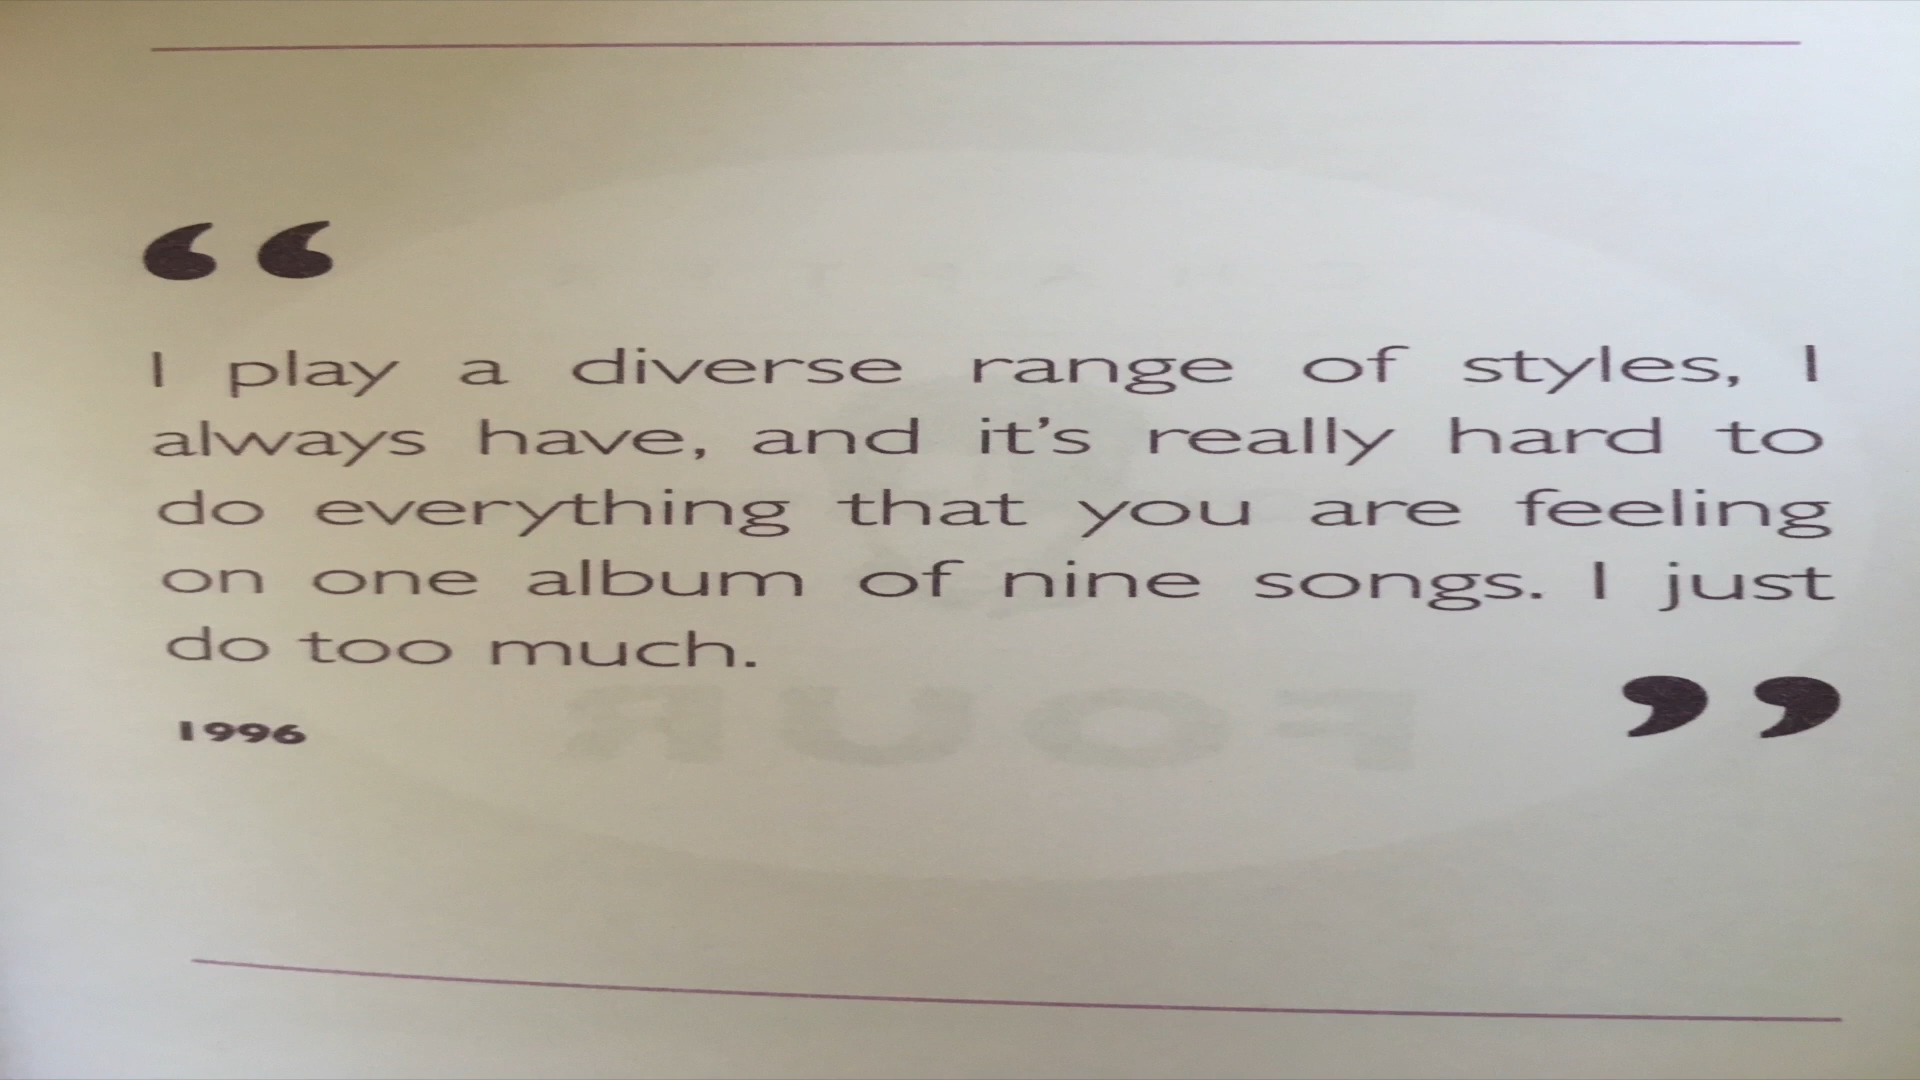 “
I play a diverse range of styles, I
always have, and it’s really hard to
do everything that you are feeling
on one album of nine songs. I just
do too much.
”
1996
FOUR